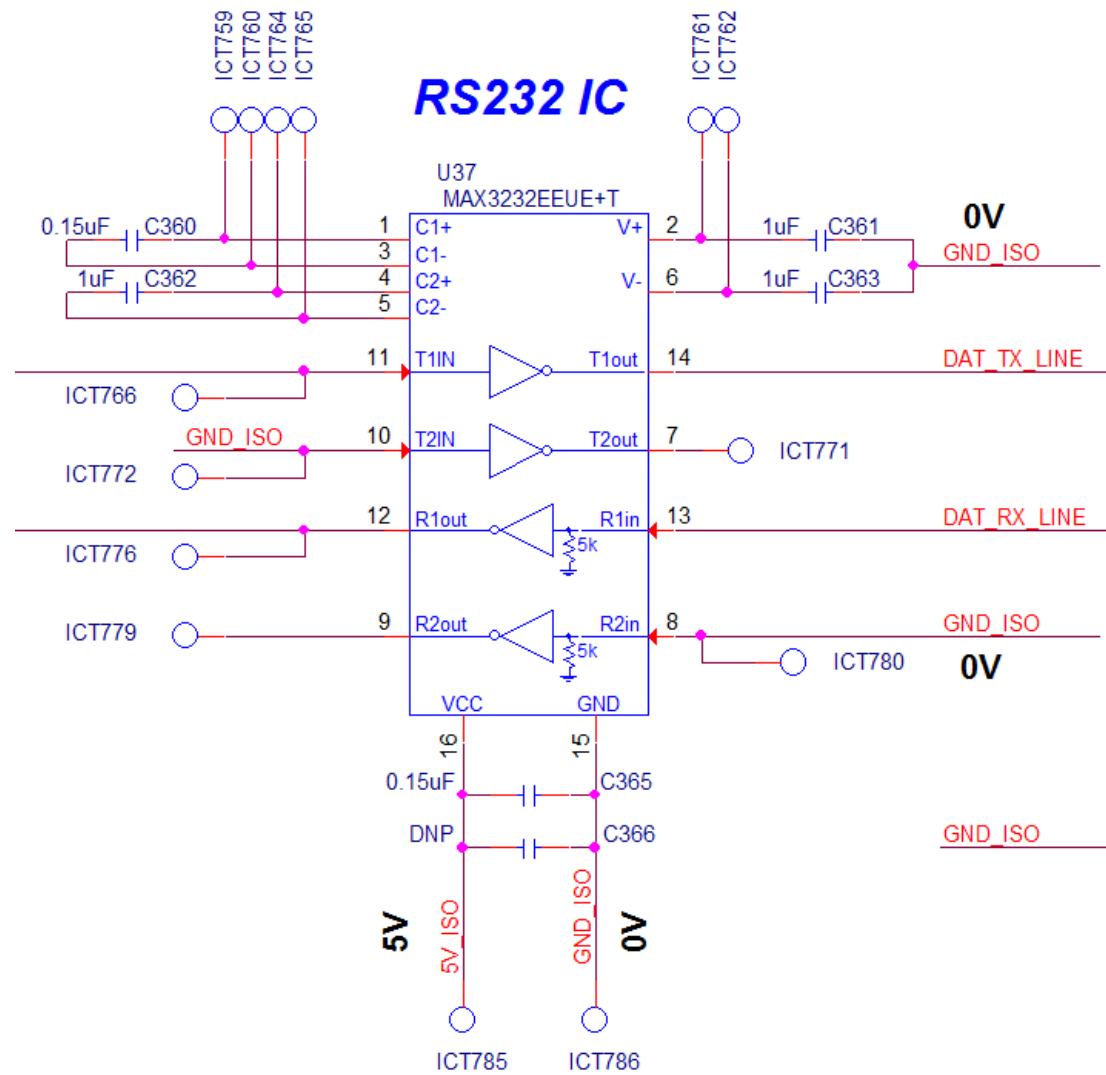 ICT759
ICT760
ICT764
ICT765
ICT761
ICT762
RS232 IC
U37
MAX3232EEUE+T
0.15uF C360 1 C1+ V+ 2 1uF C361 0V
3 C1- GND_ISO
1uF C362 4 C2+ V- 6 1uF C363
5 C2-
11 T1IN T1out 14 DAT_TX_LINE
ICT766
GND_ISO 10 T2IN T2out 7 ICT771
ICT772
12 R1out R1in 13 DAT_RX_LINE
5k
ICT776
ICT779 9 R2out R2in 8 GND_ISO
5k
ICT780 0V
VCC GND
16 15
0.15uF C365
DNP C366 GND_ISO
5V 5V_ISO GND_ISO 0V
ICT785 ICT786